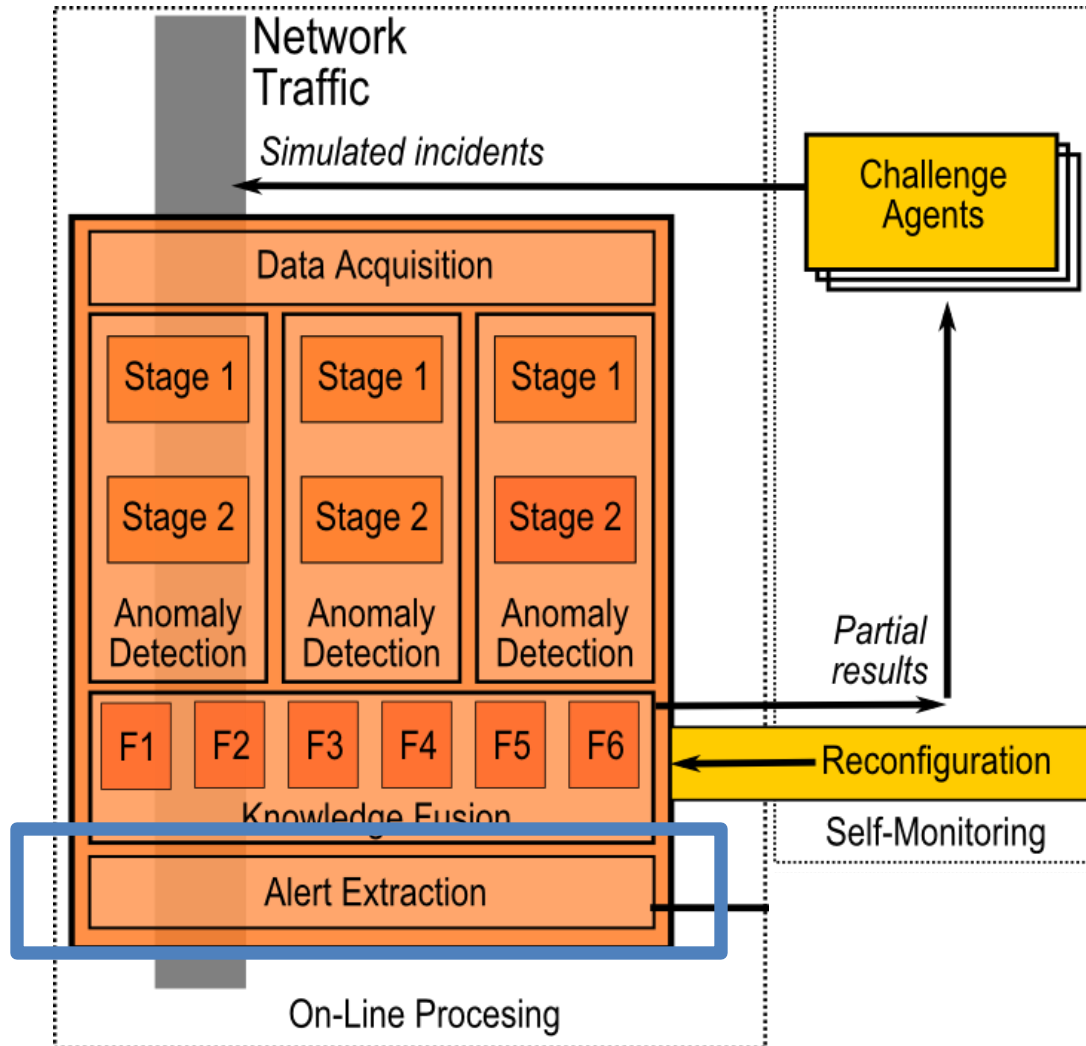 Network
Traffic
Simulated incidents
Challenge
Agents
Data Acquisition
Stage 1
Stage 1
Stage 1
Stage 2
Stage 2
Stage 2
Anomaly
Detection
Anomaly
Detection
Anomaly
Detection
Partial
results
F1
F2
F3
F4
F5
F6
Knowledge Fusion
Reconfiguration
Self-Monitoring
Alert Extraction
On-Line Procesing